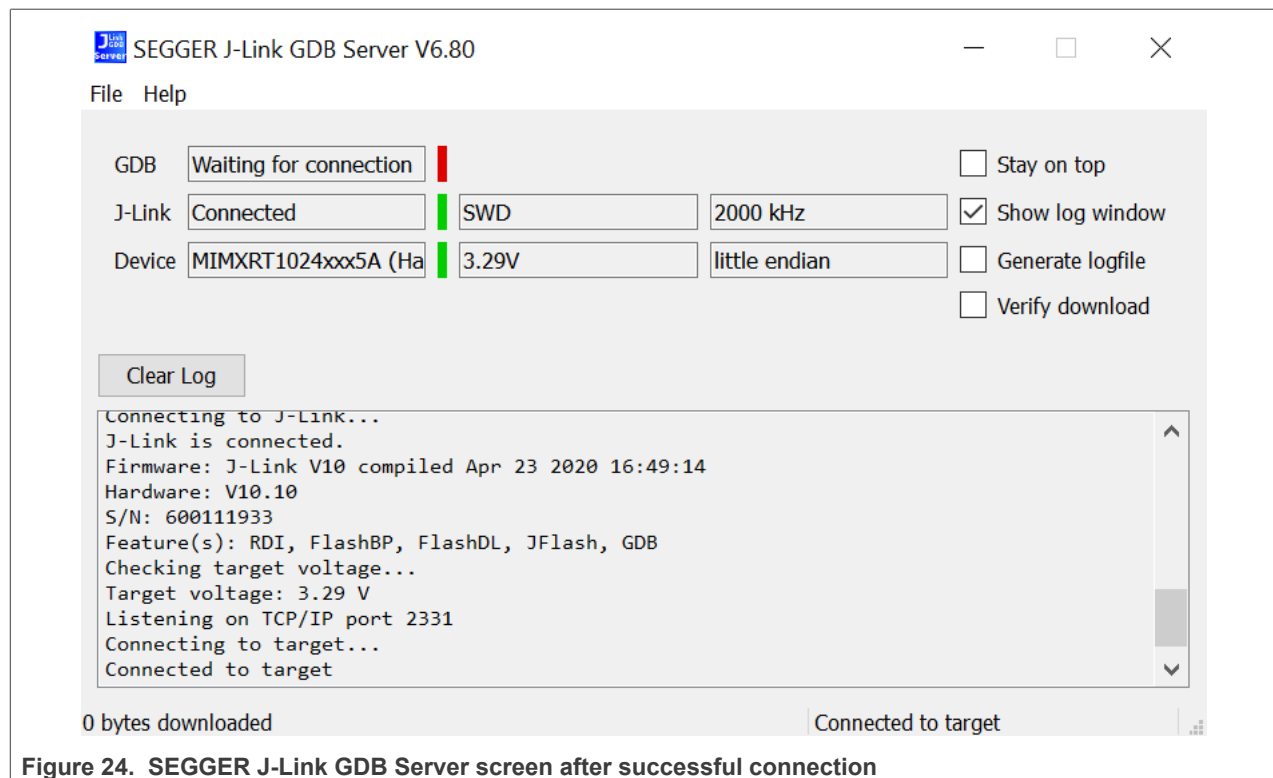 J Link
GDB
Server
SEGGER J-Link GDB Server V6.80
File Help
GDB Waiting for connection Stay on top
J-Link Connected SWD 2000 kHz Show log window
Device MIMXRT1024xxx5A (Ha 3.29V little endian Generate logfile
Verify download
Clear Log
Connecting to J-Link...
J-Link is connected.
Firmware: J-Link V10 compiled Apr 23 2020 16:49:14
Hardware: V10.10
S/N: 600111933
Feature(s): RDI, FlashBP, FlashDL, JFlash, GDB
Checking target voltage...
Target voltage: 3.29 V
Listening on TCP/IP port 2331
Connecting to target...
Connected to target
0 bytes downloaded Connected to target
Figure 24. SEGGER J-Link GDB Server screen after successful connection